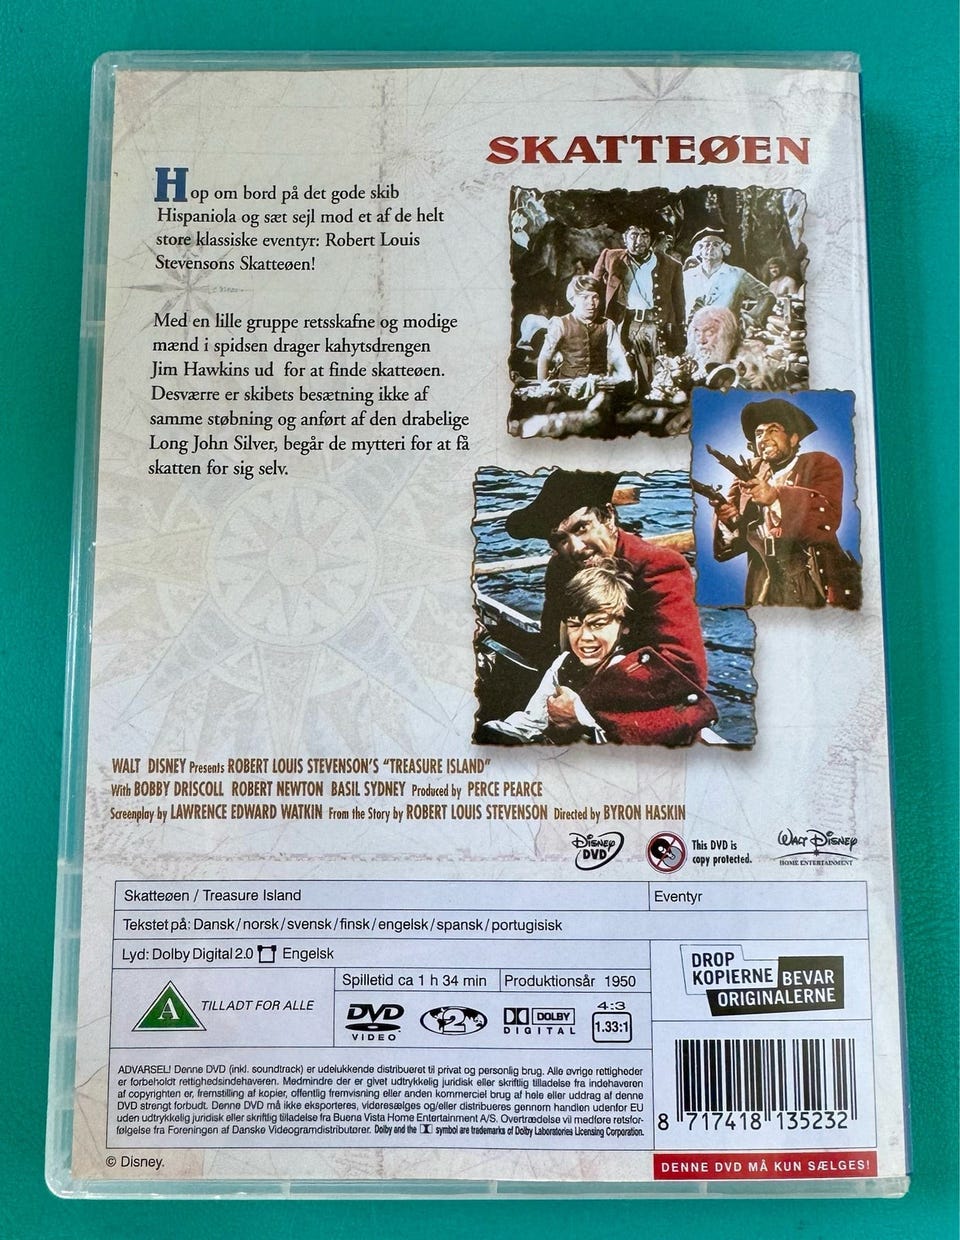 SKATTEØEN
Hop om bord på det gode skib
Hispaniola og sæt sejl mod et af de helt
store klassiske eventyr: Robert Louis
Stevensons Skatteøen!
Med en lille gruppe retsskafne og modige
mænd i spidsen drager kahytsdrengen
Jim Hawkins ud for at finde skatteøen.
Desværre er skibets besætning ikke af
samme støbning og anført af den drabelige
Long John Silver, begår de mytteri for at få
skatten for sig selv.
WALT DISNEY Presents ROBERT LOUIS STEVENSON'S "TREASURE ISLAND"
With BOBBY DRISCOLL ROBERT NEWTON BASIL SYDNEY Produced by PERCE PEARCE
Screenplay by LAWRENCE EDWARD WATKIN From the Story by ROBERT LOUIS STEVENSON Directed by BYRON HASKIN
Disney DVD
This DVD is
copy protected.
Walt Disney
HOME ENTERTAINMENT
Skatteøen / Treasure Island
Eventyr
Tekstet på: Dansk/norsk/svensk/finsk/engelsk/spansk/portugisisk
Lyd: Dolby Digital 2.0 Engelsk
Spilletid ca 1 h 34 min
Produktionsår 1950
A
TILLADT FOR ALLE
DVD
VIDEO
2
DOLBY
DIGITAL
4:3
1.33:1
DROP
KOPIERNE
BEVAR
ORIGINALERNE
ADVARSEL! Denne DVD (inkl. soundtrack) er udelukkende distribueret til privat og personlig brug. Alle øvrige rettigheder
er forbeholdt rettighedsindehaveren. Medmindre der er givet udtrykkelig juridisk eller skriftlig tilladelse fra indehaveren
af copyrighten er, fremstilling af kopier, offentlig fremvisning eller anden kommerciel brug af hele eller uddrag af denne
DVD strengt forbudt. Denne DVD må ikke eksporteres, videresælges og/eller distribueres gennem handlen udenfor EU
uden udtrykkelig juridisk eller skriftlig tilladelse fra Buena Vista Home Entertainment A/S. Overtrædelse vil medføre retsfor-
følgelse fra Foreningen af Danske Videogramdistributører. Dolby and the symbol are trademarks of Dolby Laboratories Licensing Corporation.
8 717418 135232
© Disney.
DENNE DVD MÅ KUN SÆLGES!